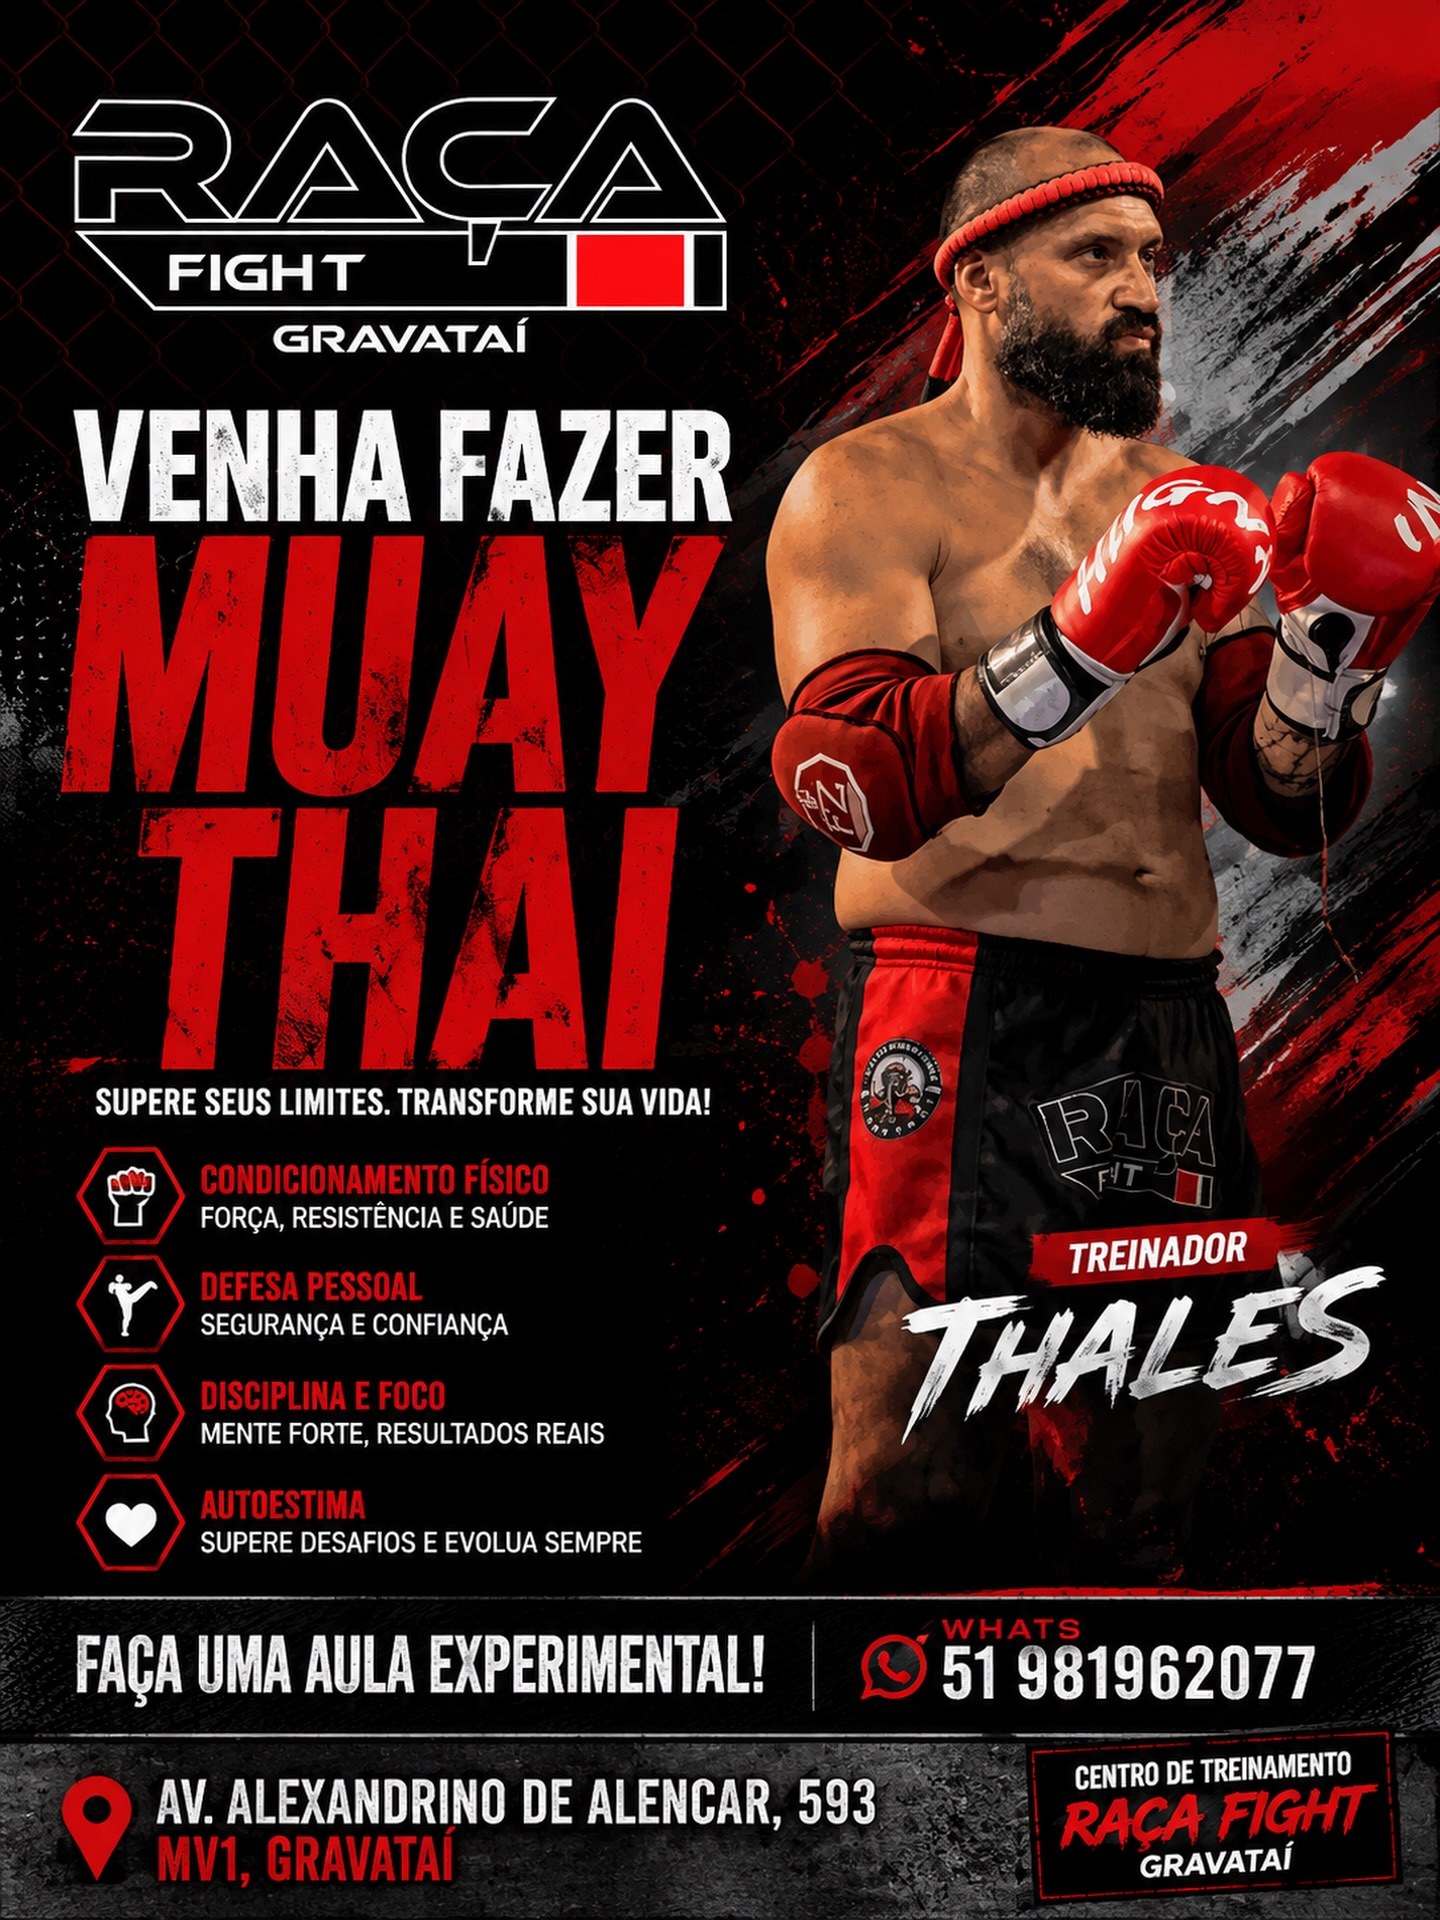 RAÇA
FIGHT
GRAVATAÍ
VENHA FAZER
MUAY
THAI
SUPERE SEUS LIMITES. TRANSFORME SUA VIDA!
CONDICIONAMENTO FÍSICO
FORÇA, RESISTÊNCIA E SAÚDE
DEFESA PESSOAL
SEGURANÇA E CONFIANÇA
DISCIPLINA E FOCO
MENTE FORTE, RESULTADOS REAIS
AUTOESTIMA
SUPERE DESAFIOS E EVOLUA SEMPRE
RAÇA
TREINADOR
THALES
FAÇA UMA AULA EXPERIMENTAL!
WHATS
51 981962077
AV. ALEXANDRINO DE ALENCAR, 593
MV1, GRAVATAÍ
CENTRO DE TREINAMENTO
RAÇA FIGHT
GRAVATAÍ